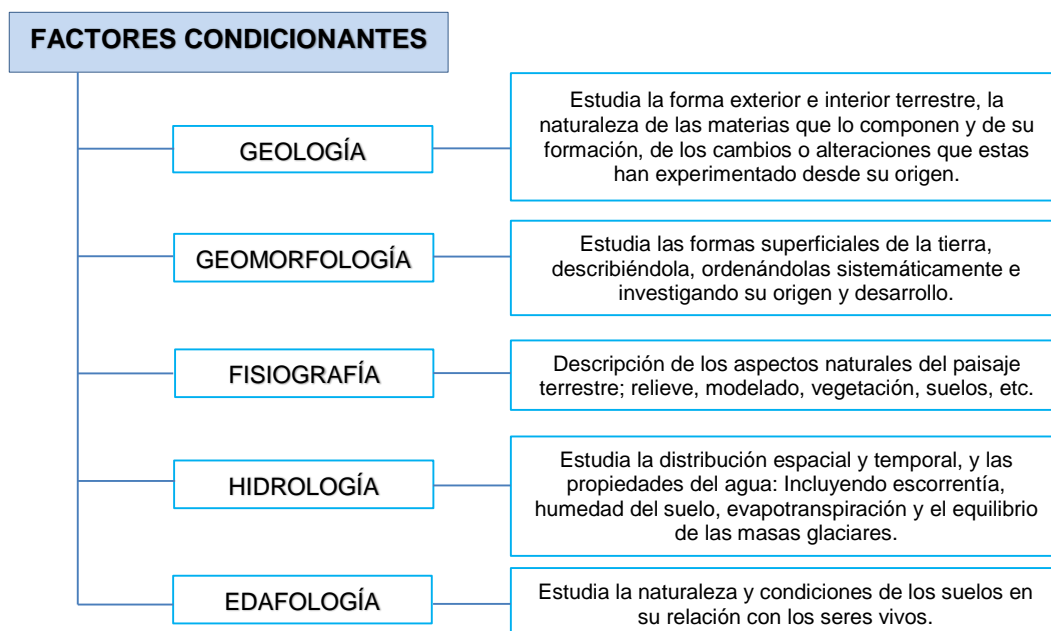 FACTORES CONDICIONANTES
GEOLOGÍA
Estudia la forma exterior e interior terrestre, la
naturaleza de las materias que lo componen y de su
formación, de los cambios o alteraciones que estas
han experimentado desde su origen.
GEOMORFOLOGÍA
Estudia las formas superficiales de la tierra,
describiéndola, ordenándolas sistemáticamente e
investigando su origen y desarrollo.
FISIOGRAFÍA
Descripción de los aspectos naturales del paisaje
terrestre; relieve, modelado, vegetación, suelos, etc.
HIDROLOGÍA
Estudia la distribución espacial y temporal, y las
propiedades del agua: Incluyendo escorrentía,
humedad del suelo, evapotranspiración y el equilibrio
de las masas glaciares.
EDAFOLOGÍA
Estudia la naturaleza y condiciones de los suelos en
su relación con los seres vivos.